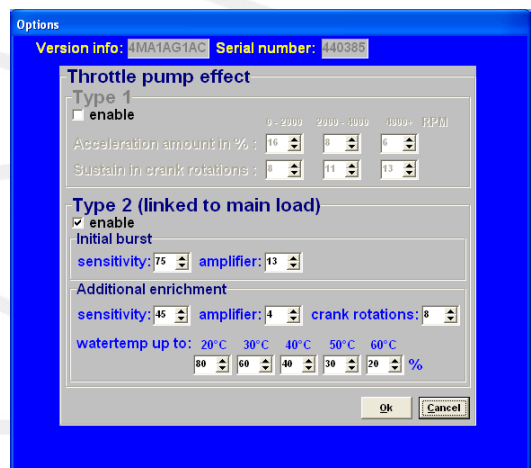 Options
Version info: 4MA1AG1AC Serial number: 440385
Throttle pump effect
Type 1
enable
0 - 2000 2000 - 4000 4000+ RPM
Acceleration amount in % : 16 8 6
Sustain in crank rotations : 8 11 13
Type 2 (linked to main load)
enable
Initial burst
sensitivity: 75 amplifier: 13
Additional enrichment
sensitivity: 45 amplifier: 4 crank rotations: 8
watertemp up to: 20°C 30°C 40°C 50°C 60°C
80 60 40 30 20 %
Ok Cancel